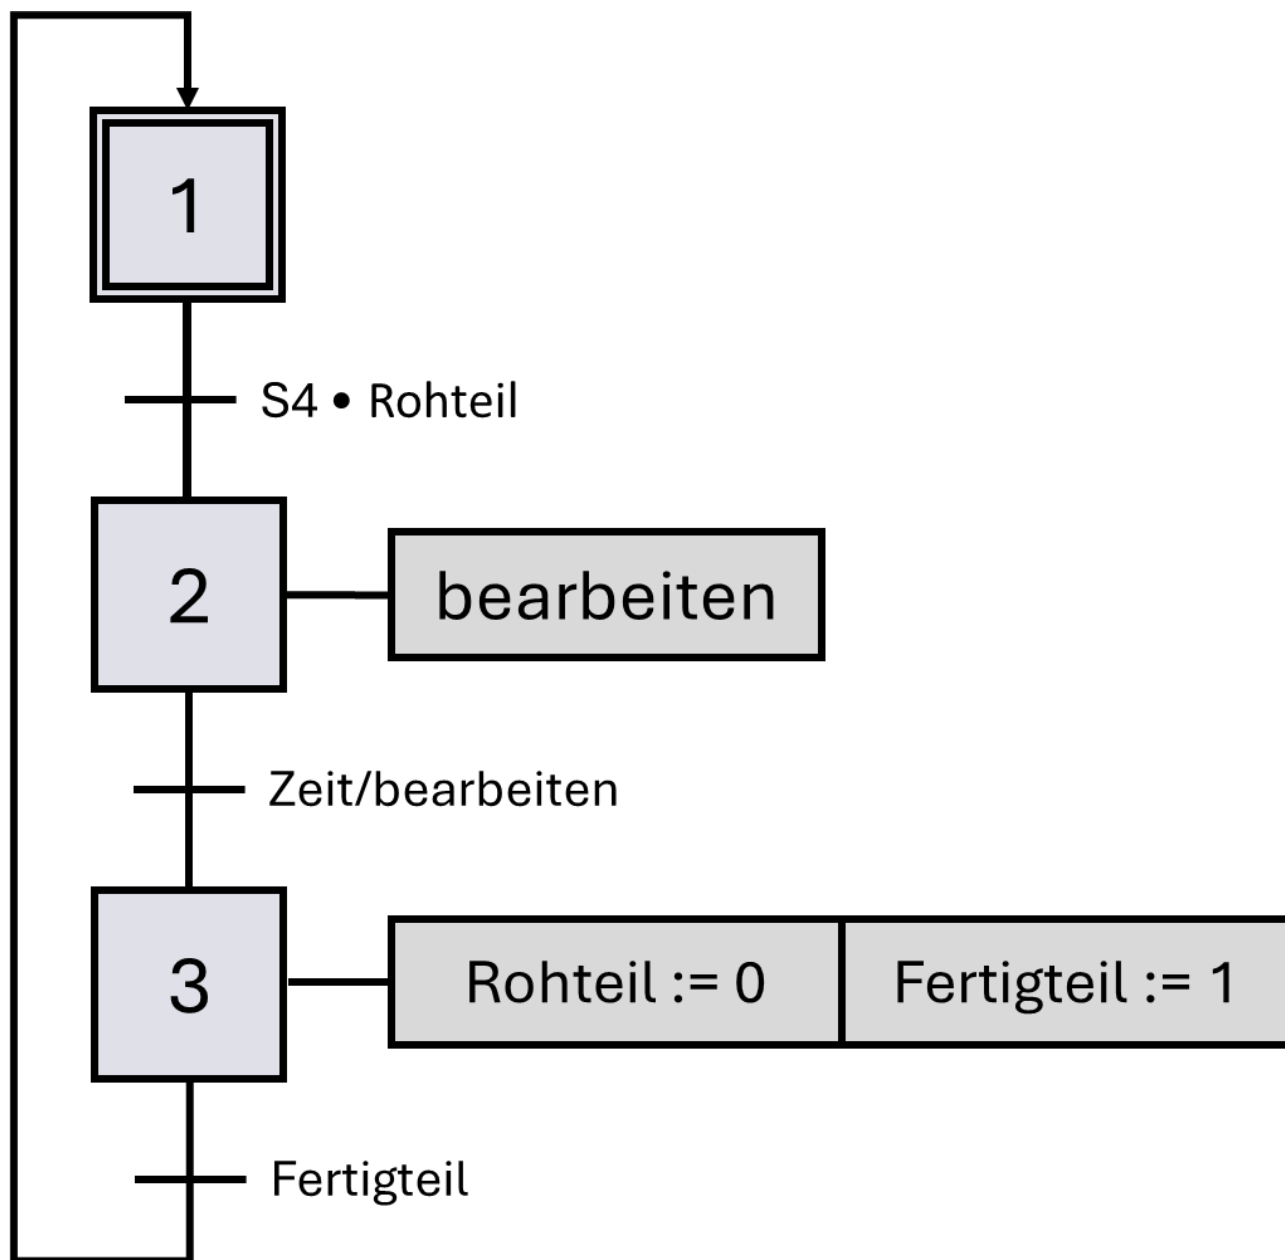 1
S4 • Rohteil
2
bearbeiten
Zeit/bearbeiten
3
Rohteil := 0
Fertigteil := 1
Fertigteil